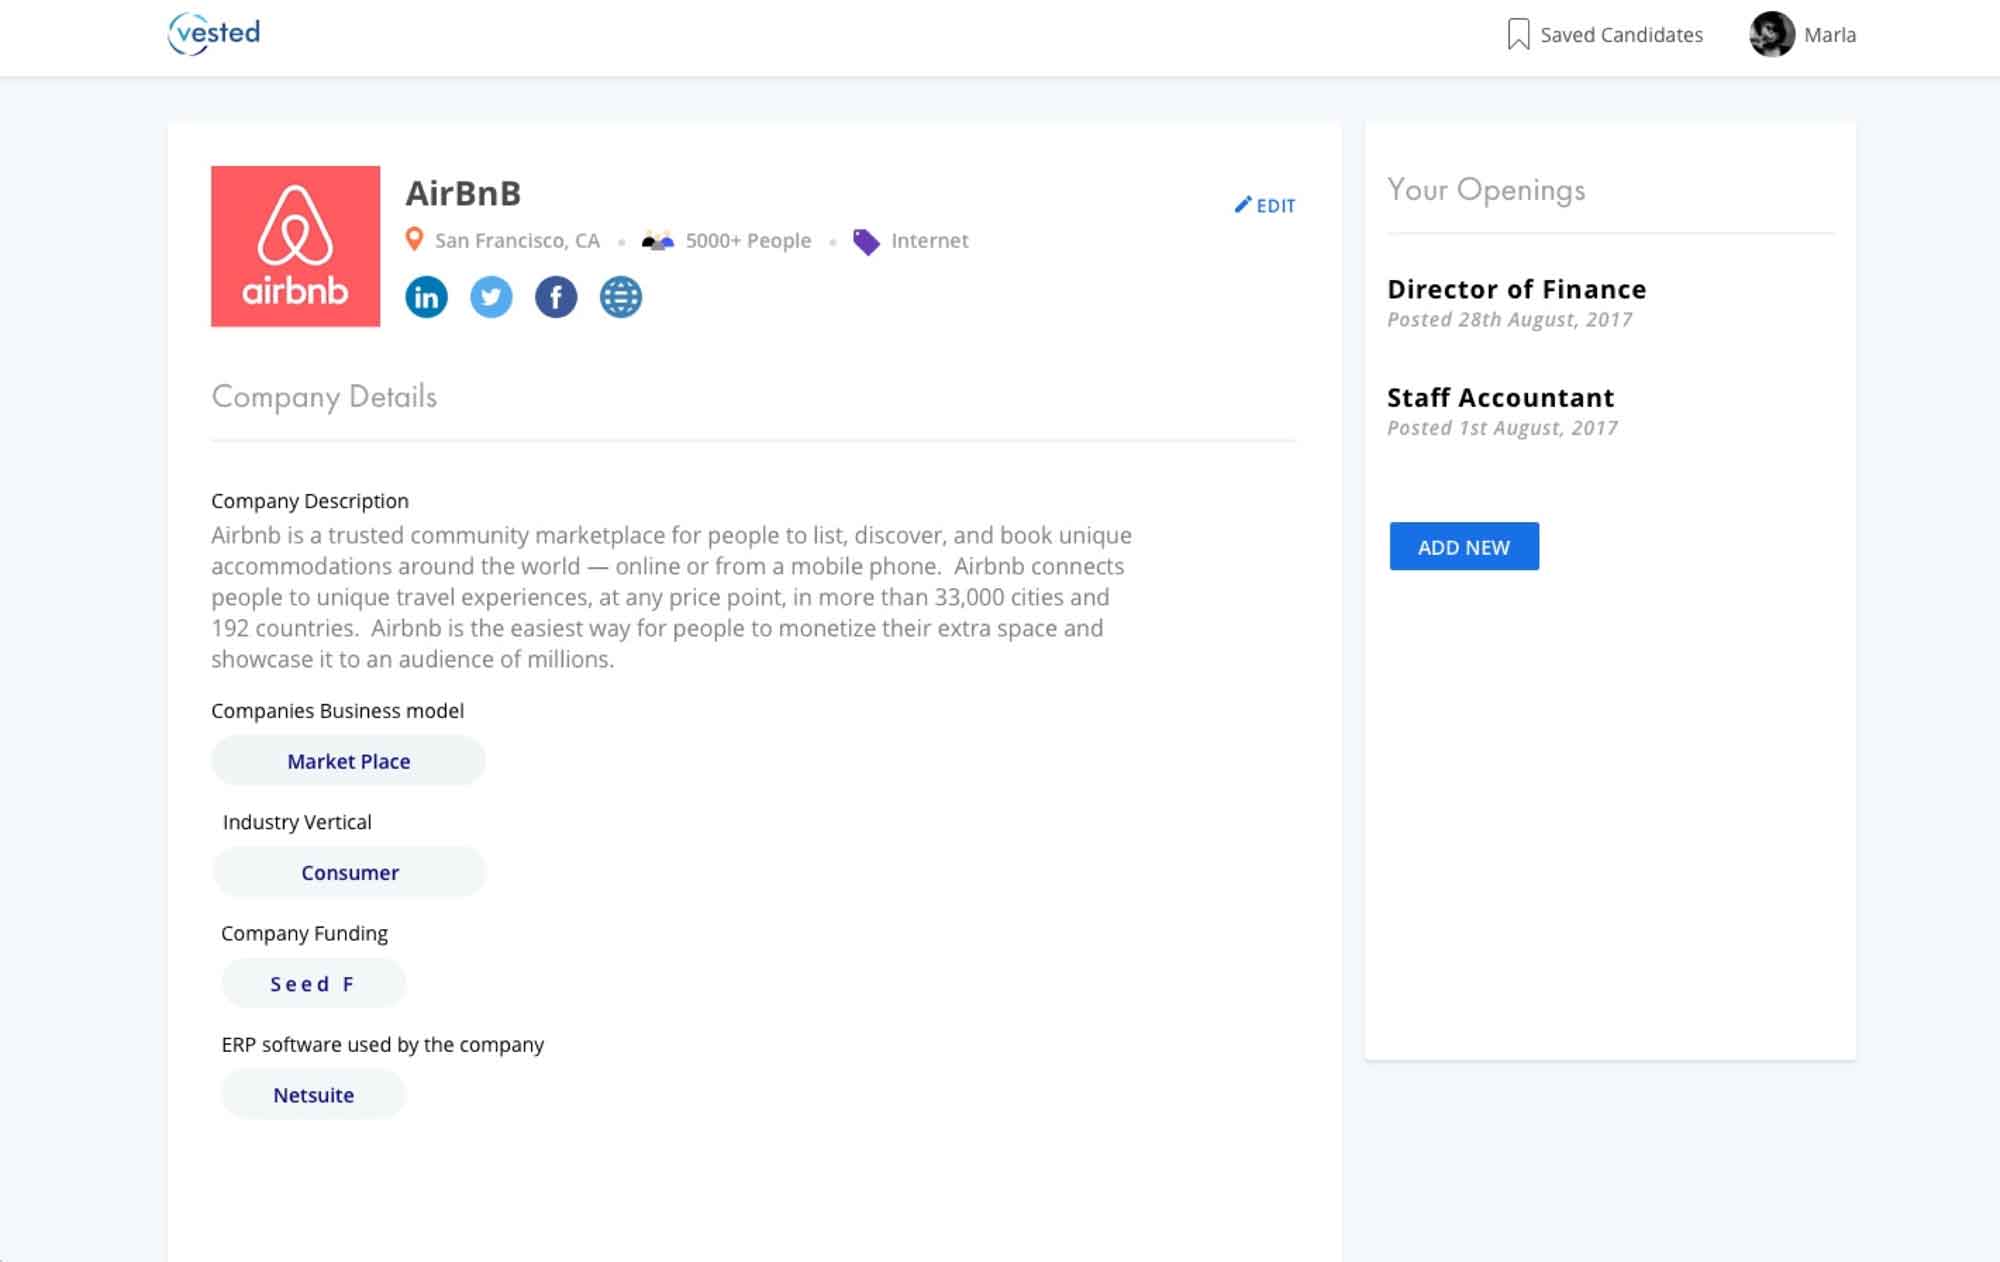 vested
Saved Candidates
Marla
airbnb
AirBnB
EDIT
San Francisco, CA • 5000+ People • Internet
in
f
Company Details
Company Description
Airbnb is a trusted community marketplace for people to list, discover, and book unique
accommodations around the world — online or from a mobile phone.  Airbnb connects
people to unique travel experiences, at any price point, in more than 33,000 cities and
192 countries.  Airbnb is the easiest way for people to monetize their extra space and
showcase it to an audience of millions.
Companies Business model
Market Place
Industry Vertical
Consumer
Company Funding
Seed F
ERP software used by the company
Netsuite
Your Openings
Director of Finance
Posted 28th August, 2017
Staff Accountant
Posted 1st August, 2017
ADD NEW